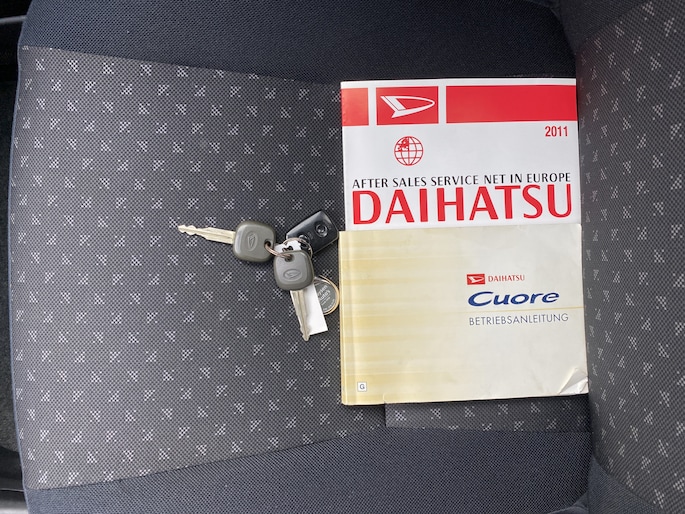 2011
AFTER SALES SERVICE NET IN EUROPE
DAIHATSU
DAIHATSU
Cuore
BETRIEBSANLEITUNG
G